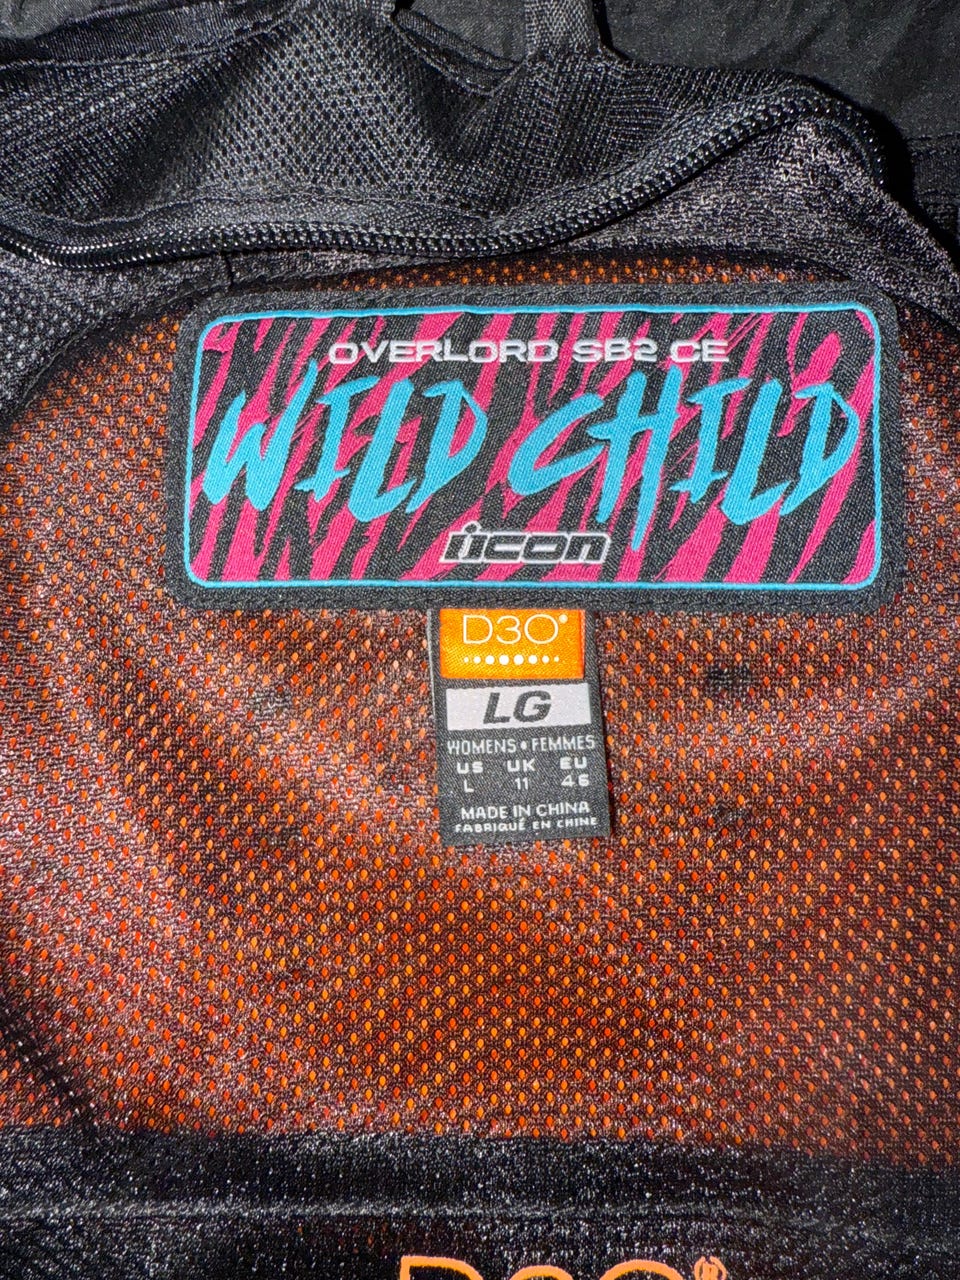 OVERLORD SB2 CE
WILD CHILD
icon
D3O®
LG
WOMENS • FEMMES
US UK EU
L 11 46
MADE IN CHINA
FABRIQUÉ EN CHINE
D3O®